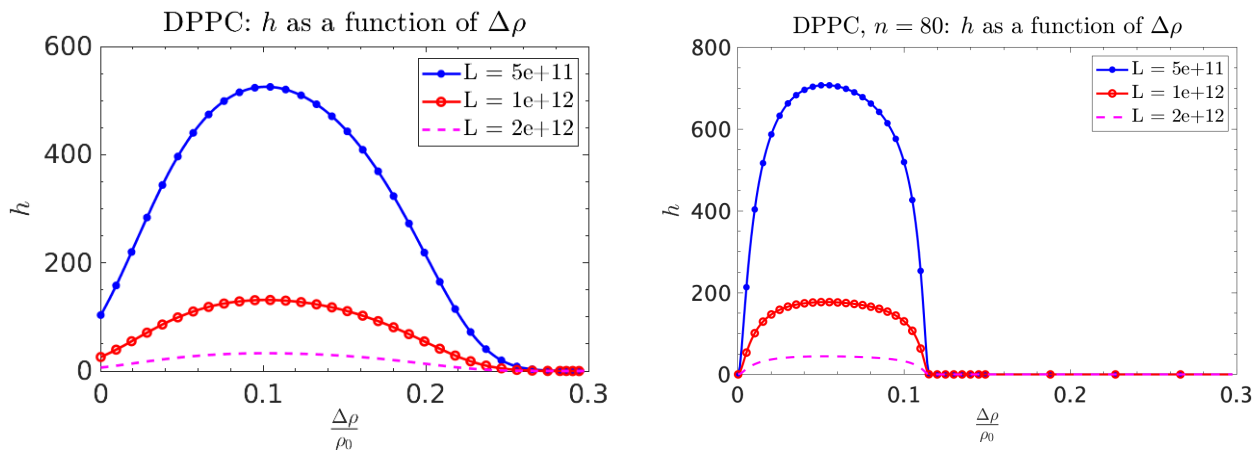 DPPC: h as a function of Δρ
600
400
200
0
h
0
0.1
0.2
0.3
Δρ
ρ₀
L = 5e+11
L = 1e+12
L = 2e+12
DPPC, n = 80: h as a function of Δρ
800
600
400
200
0
h
0
0.1
0.2
0.3
Δρ
ρ₀
L = 5e+11
L = 1e+12
L = 2e+12